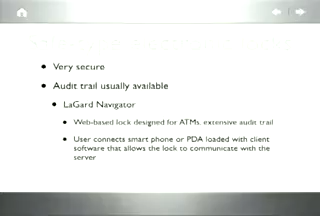 Very secure
Audit trail usually available
LaGard Navigator
Web-based lock designed for ATMs. extensive audit trail
User connects smart phone or PDA loaded with client
software that allows the lock to communicate with the
server